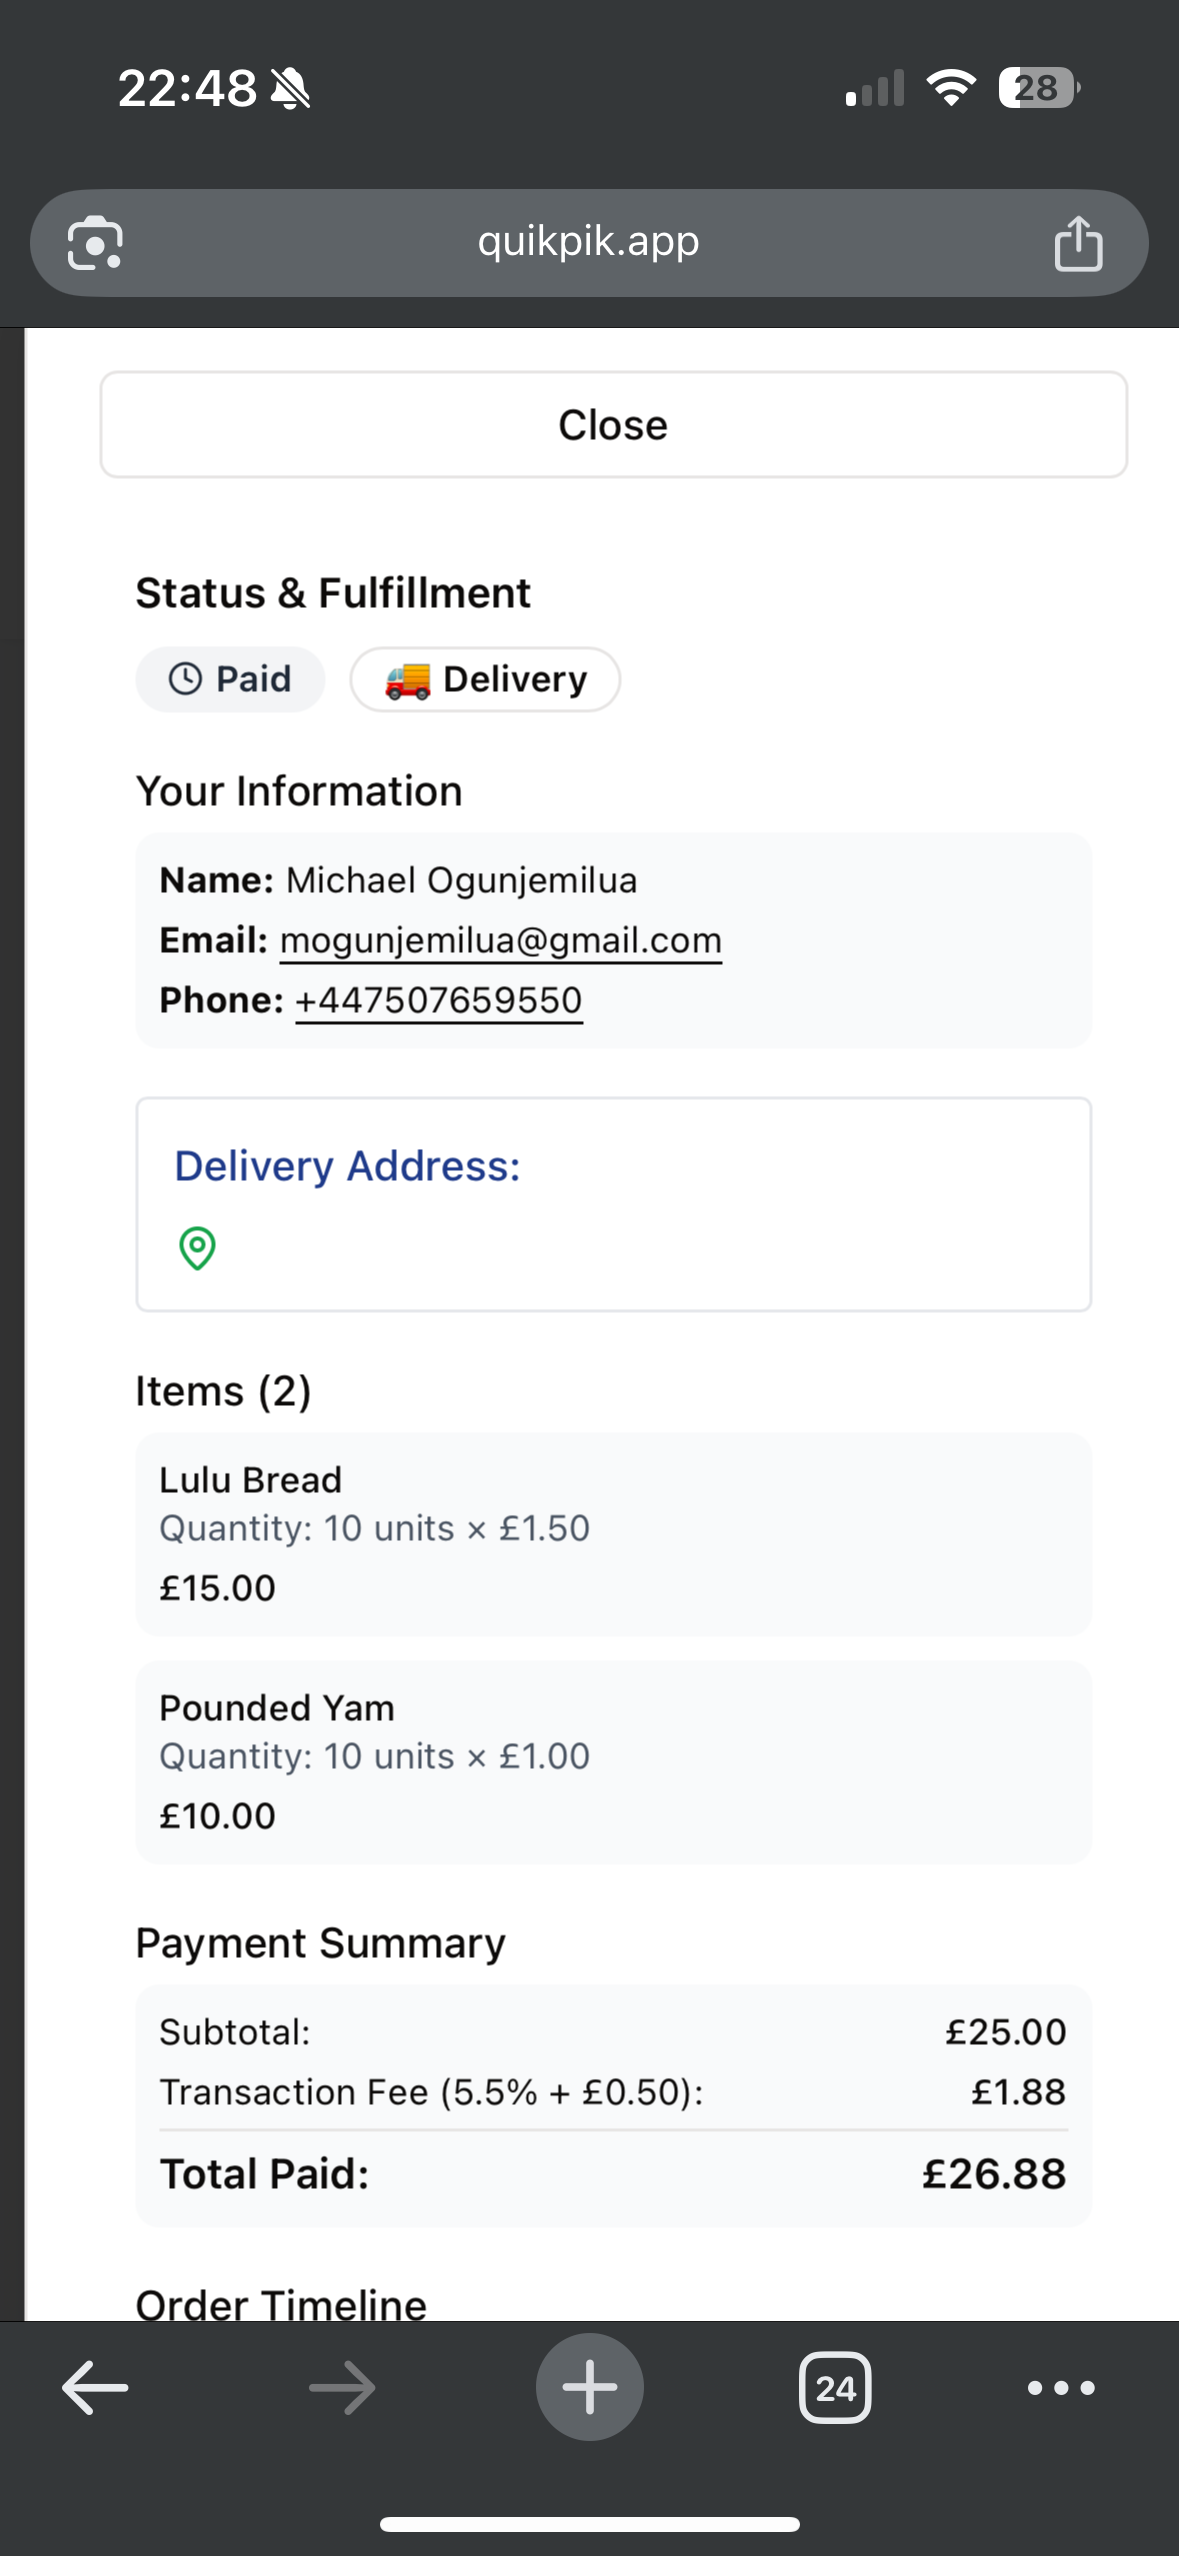 22:48
28
quikpik.app
Close
Status & Fulfillment
Paid
🚚 Delivery
Your Information
Name: Michael Ogunjemilua
Email: mogunjemilua@gmail.com
Phone: +447507659550
Delivery Address:
Items (2)
Lulu Bread
Quantity: 10 units × £1.50
£15.00
Pounded Yam
Quantity: 10 units × £1.00
£10.00
Payment Summary
Subtotal: £25.00
Transaction Fee (5.5% + £0.50): £1.88
Total Paid: £26.88
Order Timeline
24